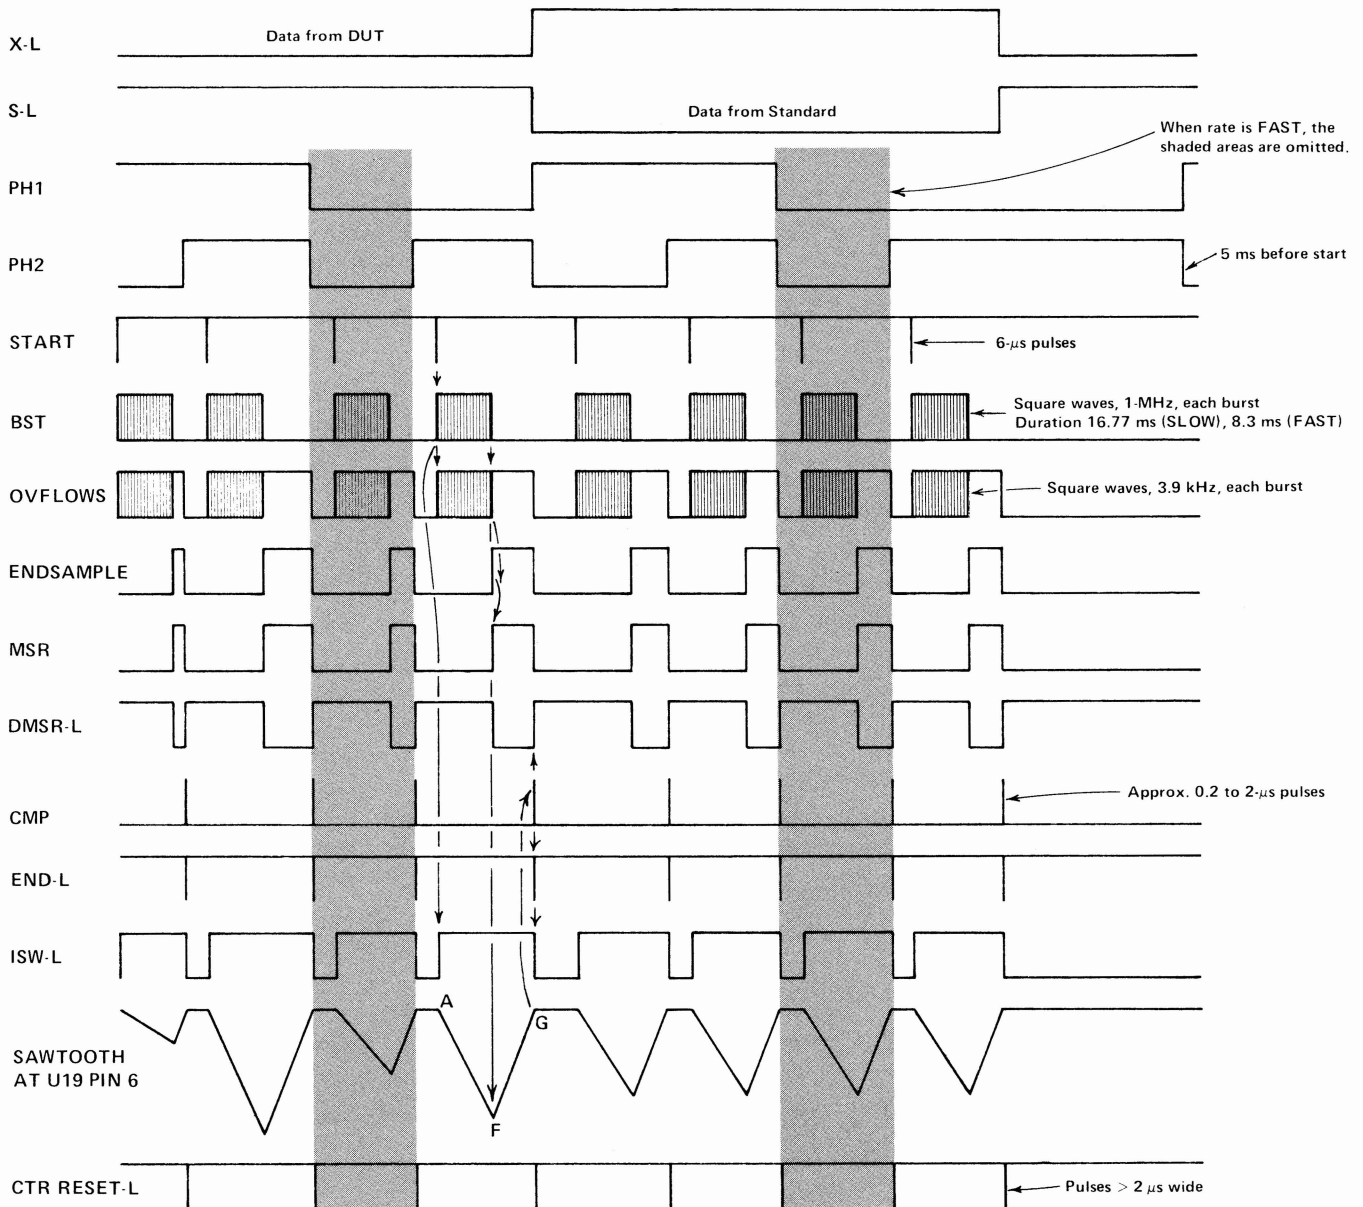 X-L
Data from DUT
S-L
Data from Standard
When rate is FAST, the
shaded areas are omitted.
PH1
PH2
5 ms before start
START
6-μs pulses
BST
Square waves, 1-MHz, each burst
Duration 16.77 ms (SLOW), 8.3 ms (FAST)
OVFLOWS
Square waves, 3.9 kHz, each burst
ENDSAMPLE
MSR
DMSR-L
CMP
Approx. 0.2 to 2-μs pulses
END-L
ISW-L
A
G
SAWTOOTH
AT U19 PIN 6
F
CTR RESET-L
Pulses > 2 μs wide